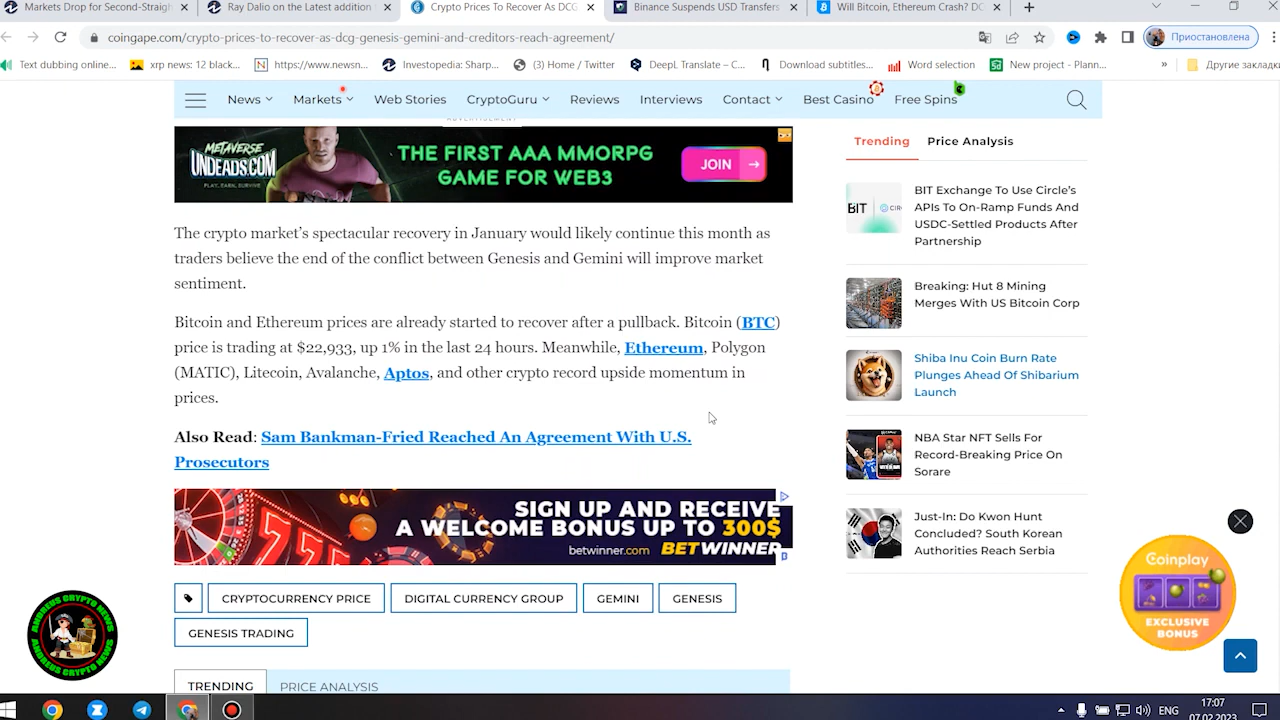 Markets Drop for Second-Straigh
Ray Dalio on the Latest addition
Crypto Prices To Recover As DCG
Binance Suspends USD Transfers
Will Bitcoin, Ethereum Crash? DC
coingape.com/crypto-prices-to-recover-as-dcg-genesis-gemini-and-creditors-reach-agreement/
Приостановлена
Text dubbing online...
xrp news: 12 black...
https://www.newsn...
Investopedia: Sharp...
(3) Home / Twitter
DeepL Translate – C...
Download subtitles...
Word selection
New project - Plann...
»
Другие закладки
News
Markets
Web Stories
CryptoGuru
Reviews
Interviews
Contact
Best Casino
Free Spins
ADVERTISEMENT
METAVERSE
UNDEADS.COM
PLAY. EARN. SURVIVE.
THE FIRST AAA MMORPG
GAME FOR WEB3
JOIN →
The crypto market's spectacular recovery in January would likely continue this month as
traders believe the end of the conflict between Genesis and Gemini will improve market
sentiment.
Bitcoin and Ethereum prices are already started to recover after a pullback. Bitcoin (BTC)
price is trading at $22,933, up 1% in the last 24 hours. Meanwhile, Ethereum, Polygon
(MATIC), Litecoin, Avalanche, Aptos, and other crypto record upside momentum in
prices.
Also Read: Sam Bankman-Fried Reached An Agreement With U.S.
Prosecutors
SIGN UP AND RECEIVE
A WELCOME BONUS UP TO 300$
betwinner.com BETWINNER
CRYPTOCURRENCY PRICE
DIGITAL CURRENCY GROUP
GEMINI
GENESIS
GENESIS TRADING
TRENDING
PRICE ANALYSIS
Trending
Price Analysis
BIT
BIT Exchange To Use Circle's
APIs To On-Ramp Funds And
USDC-Settled Products After
Partnership
Breaking: Hut 8 Mining
Merges With US Bitcoin Corp
Shiba Inu Coin Burn Rate
Plunges Ahead Of Shibarium
Launch
NBA Star NFT Sells For
Record-Breaking Price On
Sorare
Just-In: Do Kwon Hunt
Concluded? South Korean
Authorities Reach Serbia
Coinplay
EXCLUSIVE
BONUS
ANDREUS CRYPTO NEWS
ANDREUS CRYPTO NEWS
ENG
17:07
07.02.2023